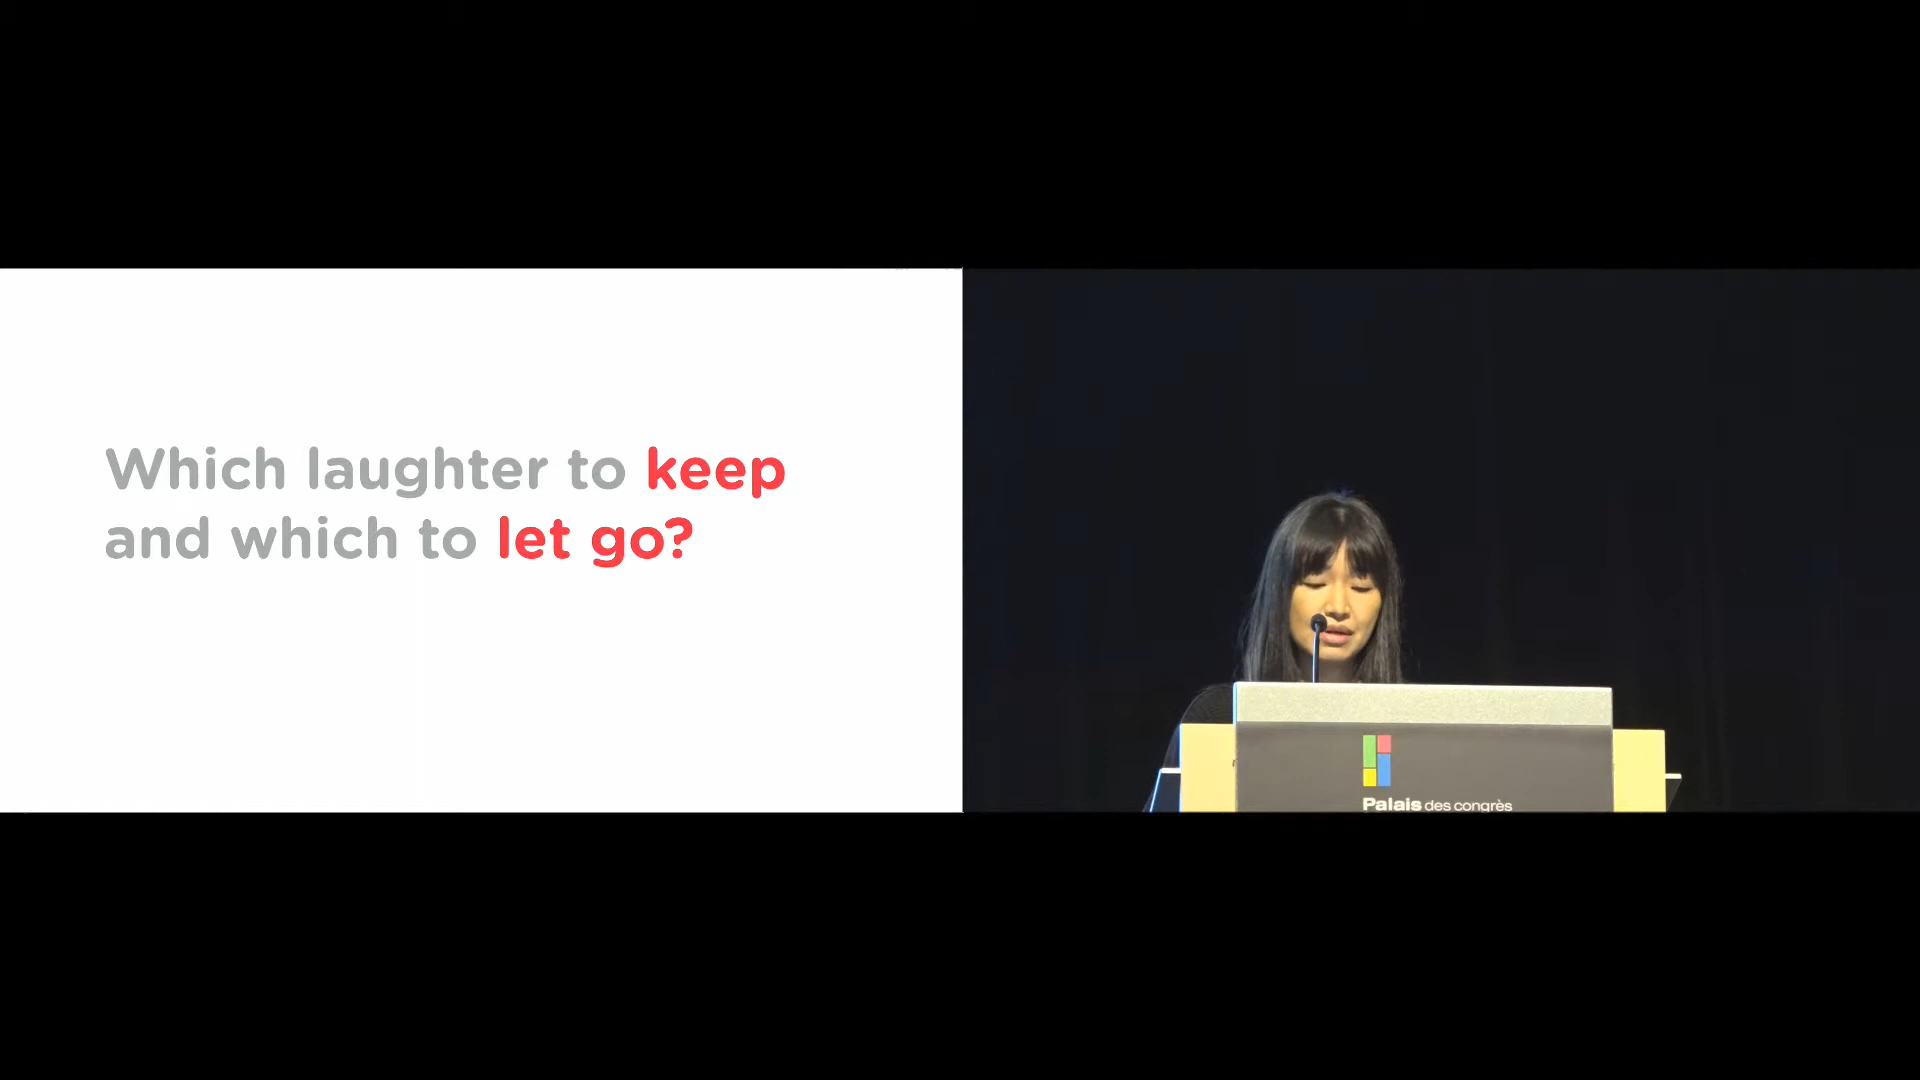 Which laughter to keep
and which to let go?
Palais des congrès